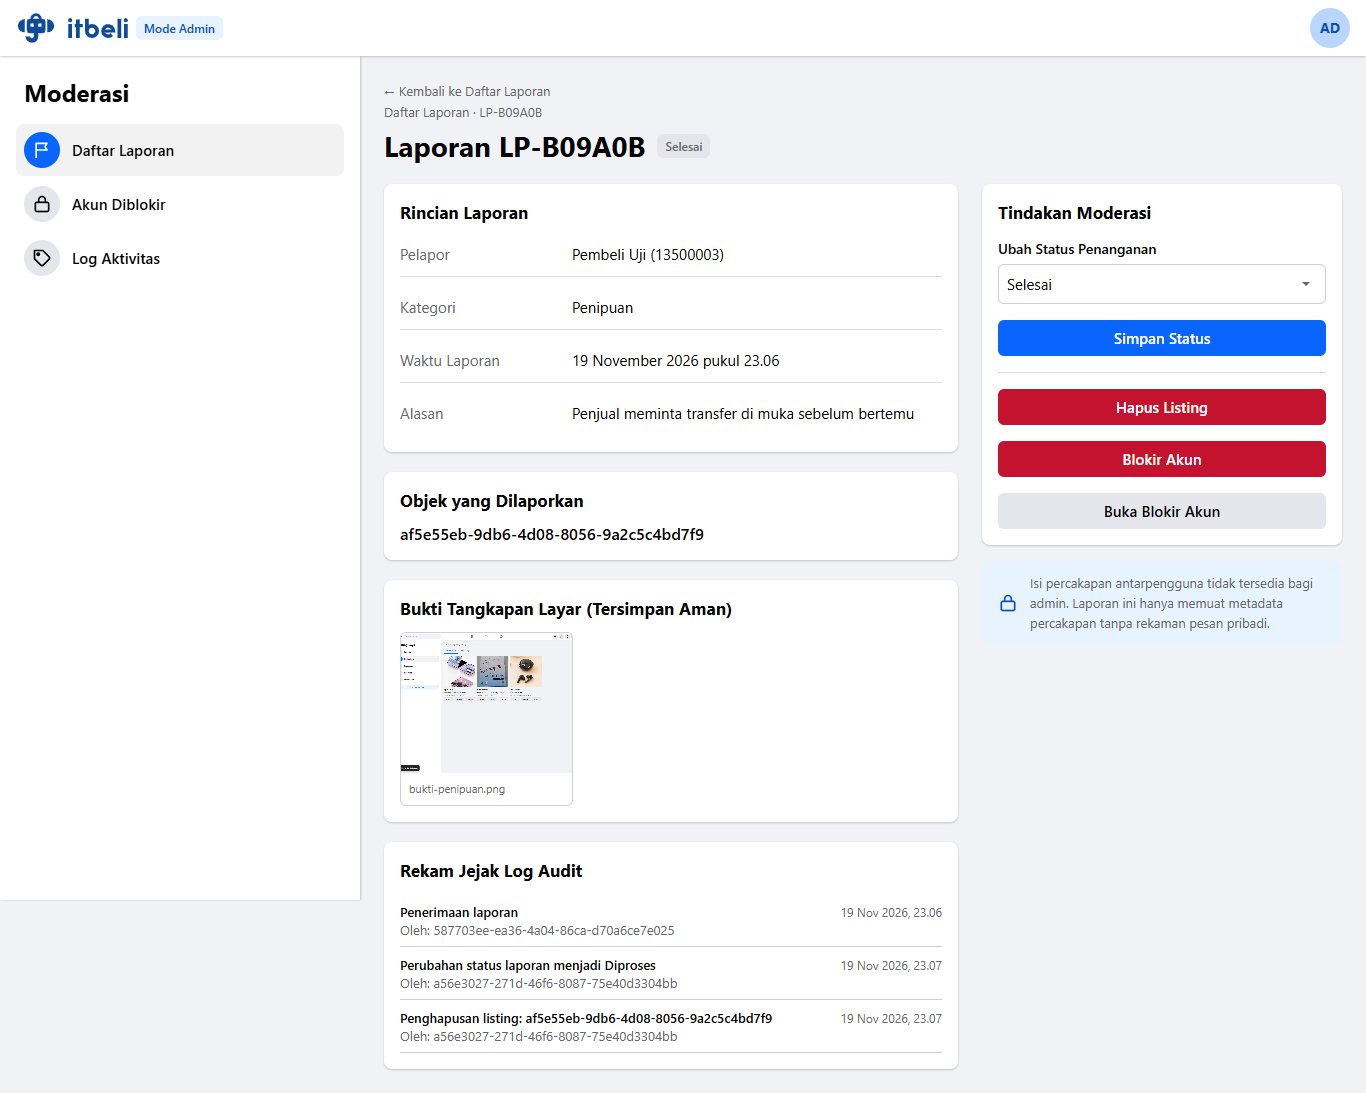 itbeli
Mode Admin
AD
Moderasi
Daftar Laporan
Akun Diblokir
Log Aktivitas
← Kembali ke Daftar Laporan
Daftar Laporan · LP-B09A0B
Laporan LP-B09A0B
Selesai
Rincian Laporan
Pelapor
Pembeli Uji (13500003)
Kategori
Penipuan
Waktu Laporan
19 November 2026 pukul 23.06
Alasan
Penjual meminta transfer di muka sebelum bertemu
Objek yang Dilaporkan
af5e55eb-9db6-4d08-8056-9a2c5c4bd7f9
Bukti Tangkapan Layar (Tersimpan Aman)
bukti-penipuan.png
Rekam Jejak Log Audit
Penerimaan laporan
19 Nov 2026, 23.06
Oleh: 587703ee-ea36-4a04-86ca-d70a6ce7e025
Perubahan status laporan menjadi Diproses
19 Nov 2026, 23.07
Oleh: a56e3027-271d-46f6-8087-75e40d3304bb
Penghapusan listing: af5e55eb-9db6-4d08-8056-9a2c5c4bd7f9
19 Nov 2026, 23.07
Oleh: a56e3027-271d-46f6-8087-75e40d3304bb
Tindakan Moderasi
Ubah Status Penanganan
Selesai
Simpan Status
Hapus Listing
Blokir Akun
Buka Blokir Akun
Isi percakapan antarpengguna tidak tersedia bagi
admin. Laporan ini hanya memuat metadata
percakapan tanpa rekaman pesan pribadi.